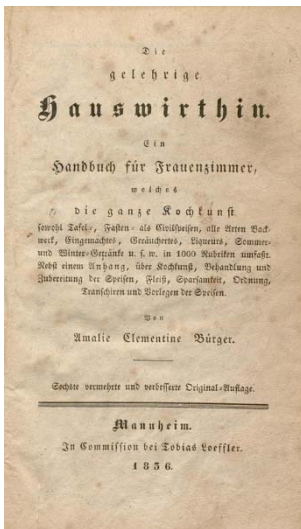 Die
gelehrige
Hauswirthin.
Ein
Handbuch für Frauenzimmer,
welches
die ganze Kochkunst
sowohl Tafel-, Fasten- als Civilspeisen, alle Arten Back-
werk, Eingemachtes, Geräuchertes, Liqueurs, Sommer-
und Winter-Getränke u. s. w. in 1000 Rubriken umfaßt.
Nebst einem Anhang, über Kochkunst, Behandlung und
Zubereitung der Speisen, Fleiß, Sparsamkeit, Ordnung,
Transchiren und Vorlegen der Speisen.
Von
Amalie Clementine Bürger.
Sechste vermehrte und verbesserte Original-Auflage.
Mannheim.
In Commission bei Tobias Loeffler.
1836.